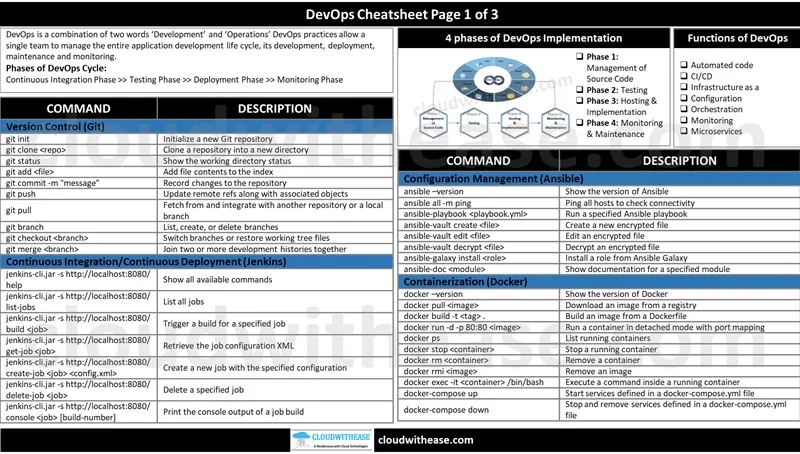 DevOps Cheatsheet Page 1 of 3
DevOps is a combination of two words 'Development' and 'Operations' DevOps practices allow a
single team to manage the entire application development life cycle, its development, deployment,
maintenance and monitoring.
Phases of DevOps Cycle:
Continuous Integration Phase >> Testing Phase >> Deployment Phase >> Monitoring Phase
COMMAND DESCRIPTION
Version Control (Git)
git init Initialize a new Git repository
git clone <repo> Clone a repository into a new directory
git status Show the working directory status
git add <file> Add file contents to the index
git commit -m "message" Record changes to the repository
git push Update remote refs along with associated objects
git pull Fetch from and integrate with another repository or a local
branch
git branch List, create, or delete branches
git checkout <branch> Switch branches or restore working tree files
git merge <branch> Join two or more development histories together
Continuous Integration/Continuous Deployment (Jenkins)
jenkins-cli.jar -s http://localhost:8080/
help Show all available commands
jenkins-cli.jar -s http://localhost:8080/
list-jobs List all jobs
jenkins-cli.jar -s http://localhost:8080/
build <job> Trigger a build for a specified job
jenkins-cli.jar -s http://localhost:8080/
get-job <job> Retrieve the job configuration XML
jenkins-cli.jar -s http://localhost:8080/
create-job <job> <config.xml> Create a new job with the specified configuration
jenkins-cli.jar -s http://localhost:8080/
delete-job <job> Delete a specified job
jenkins-cli.jar -s http://localhost:8080/
console <job> [build-number] Print the console output of a job build
4 phases of DevOps Implementation
Phase 1:
Management of
Source Code
Phase 2: Testing
Phase 3: Hosting &
Implementation
Phase 4: Monitoring
& Maintenance
Management
of
Source Code
Testing
Hosting
&
Implementation
Monitoring
&
Maintenance
Functions of DevOps
Automated code
CI/CD
Infrastructure as a
Configuration
Orchestration
Monitoring
Microservices
COMMAND DESCRIPTION
Configuration Management (Ansible)
ansible –version Show the version of Ansible
ansible all -m ping Ping all hosts to check connectivity
ansible-playbook <playbook.yml> Run a specified Ansible playbook
ansible-vault create <file> Create a new encrypted file
ansible-vault edit <file> Edit an encrypted file
ansible-vault decrypt <file> Decrypt an encrypted file
ansible-galaxy install <role> Install a role from Ansible Galaxy
ansible-doc <module> Show documentation for a specified module
Containerization (Docker)
docker –version Show the version of Docker
docker pull <image> Download an image from a registry
docker build -t <tag> . Build an image from a Dockerfile
docker run -d -p 80:80 <image> Run a container in detached mode with port mapping
docker ps List running containers
docker stop <container> Stop a running container
docker rm <container> Remove a container
docker rmi <image> Remove an image
docker exec -it <container> /bin/bash Execute a command inside a running container
docker-compose up Start services defined in a docker-compose.yml file
docker-compose down Stop and remove services defined in a docker-compose.yml
file
cloudwithease.com
CLOUDWITHEASE
A Rendezvous with Cloud Technologies
cloudwithease.com